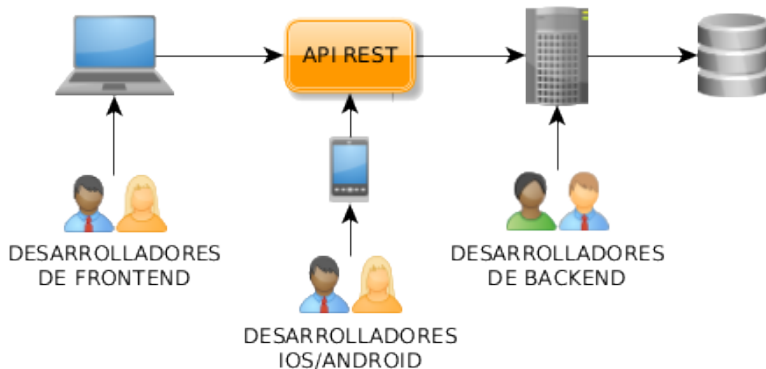 API REST
DESARROLLADORES
DE FRONTEND
DESARROLLADORES
IOS/ANDROID
DESARROLLADORES
DE BACKEND